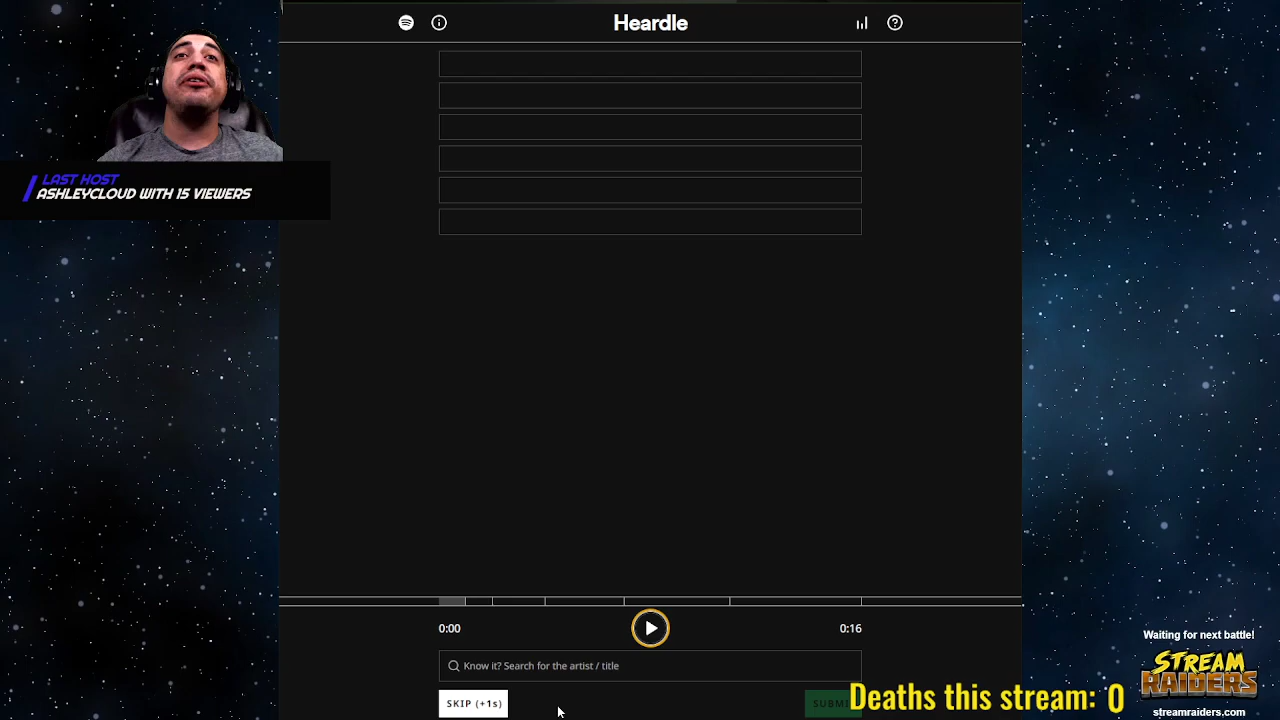 Heardle
LAST HOST
ASHLEYCLOUD WITH 15 VIEWERS
0:00
0:16
Know it? Search for the artist / title
SKIP (+1s)
Deaths this stream: 0
Waiting for next battle!
STREAM
RAIDERS
streamraiders.com